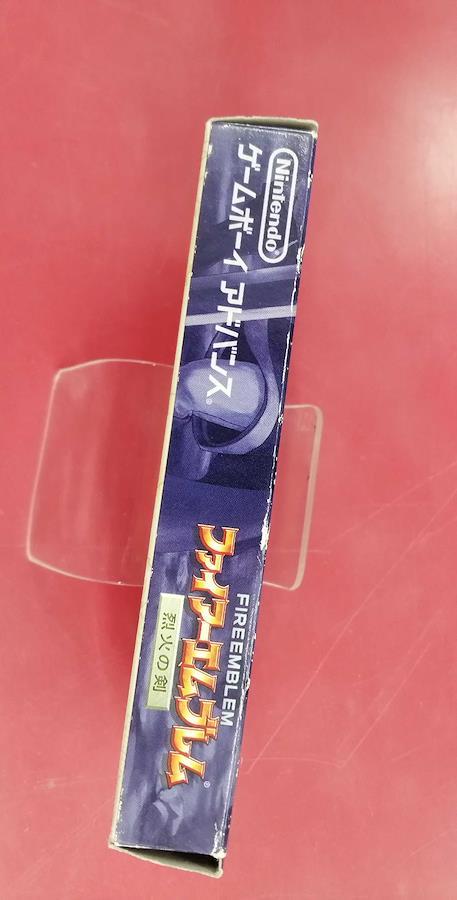 Nintendo®
ゲームボーイ アドバンス®
FIREEMBLEM
ファイアーエムブレム®
烈火の剣